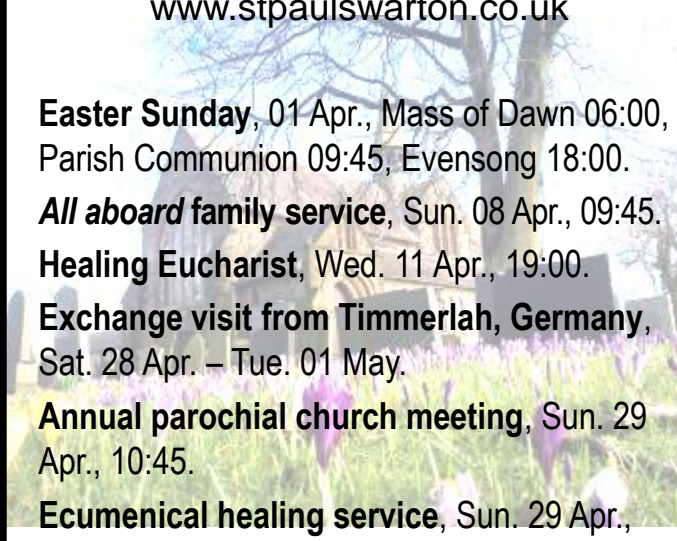 www.stpaulswarton.co.uk
Easter Sunday, 01 Apr., Mass of Dawn 06:00,
Parish Communion 09:45, Evensong 18:00.
All aboard family service, Sun. 08 Apr., 09:45.
Healing Eucharist, Wed. 11 Apr., 19:00.
Exchange visit from Timmerlah, Germany,
Sat. 28 Apr. – Tue. 01 May.
Annual parochial church meeting, Sun. 29
Apr., 10:45.
Ecumenical healing service, Sun. 29 Apr.,